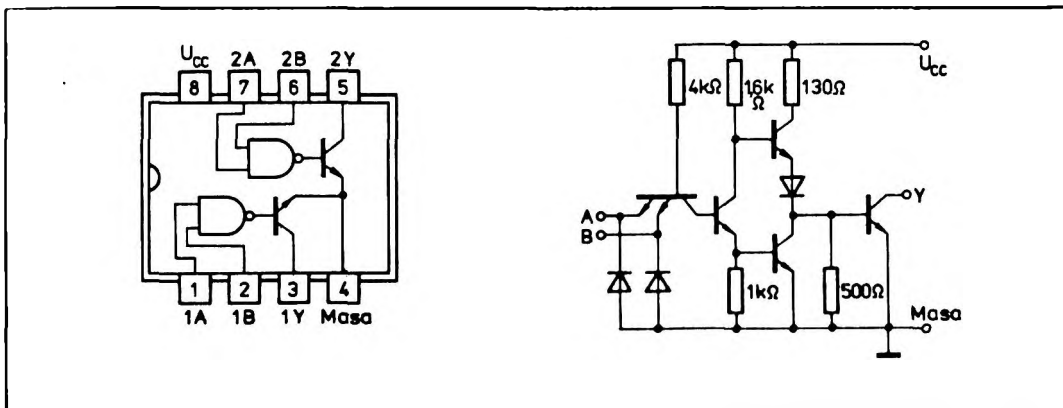 UCC 2A 2B 2Y
8 7 6 5
1 2 3 4
1A 1B 1Y Masa
UCC
4kΩ 1,6k Ω 130Ω
A
B
Y
1kΩ 500Ω
Masa